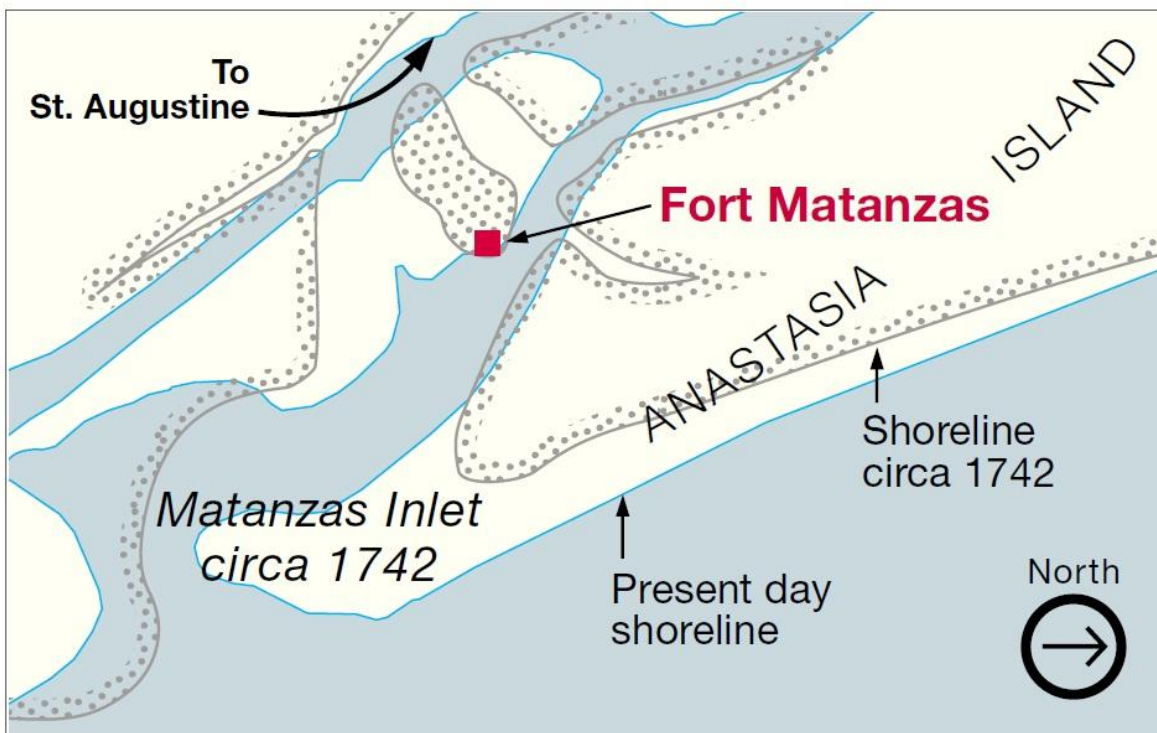 To
St. Augustine
ISLAND
Fort Matanzas
ANASTASIA
Shoreline
circa 1742
Matanzas Inlet
circa 1742
Present day
shoreline
North